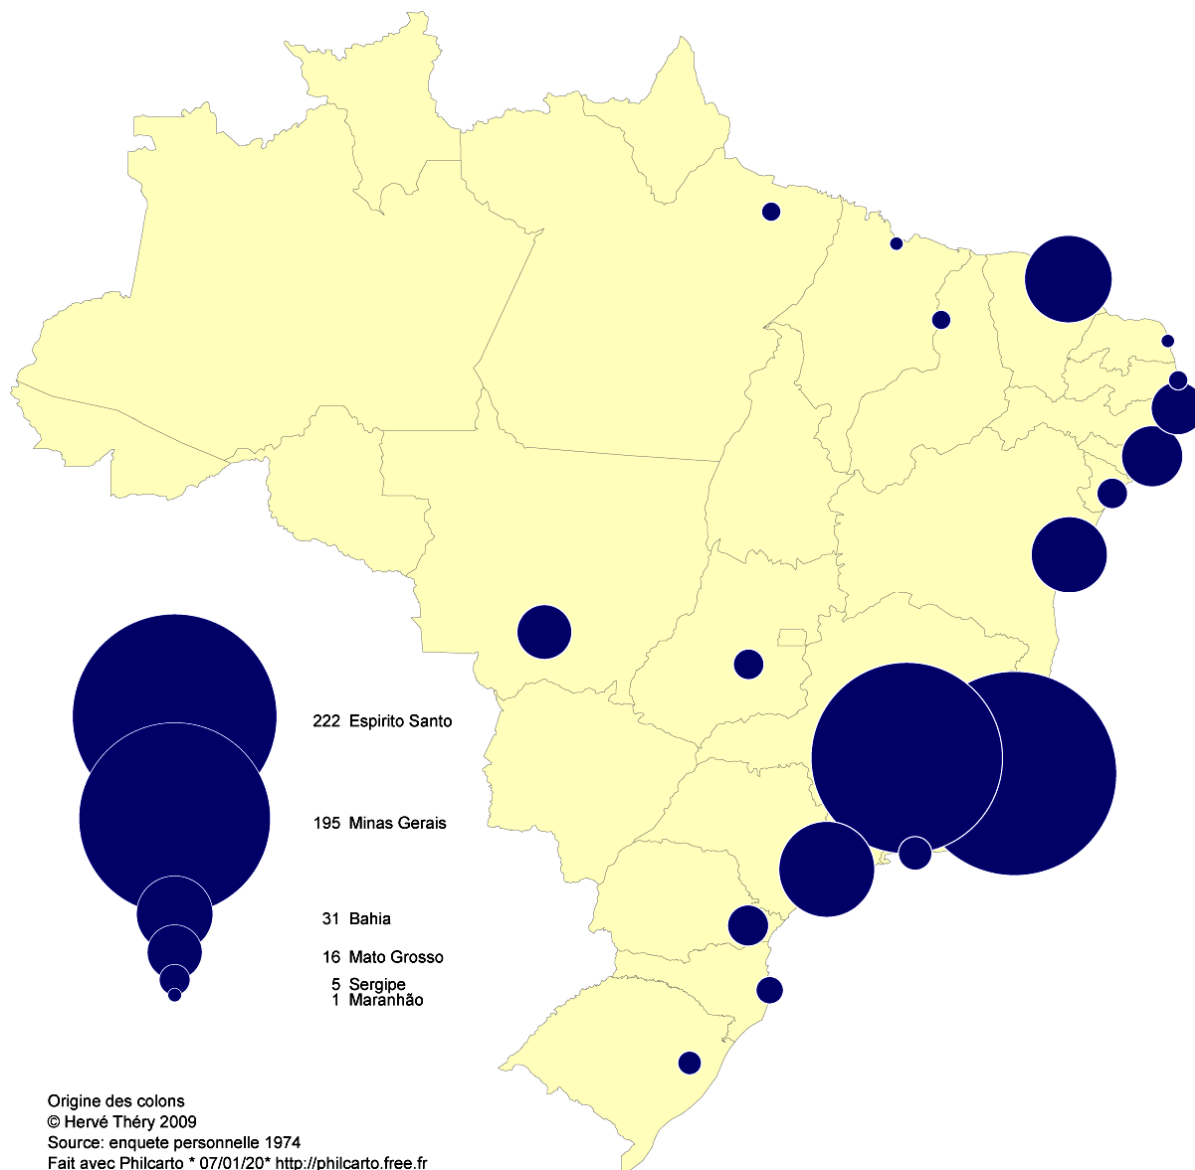 222 Espirito Santo
195 Minas Gerais
31 Bahia
16 Mato Grosso
5 Sergipe
1 Maranhão
Origine des colons
© Hervé Théry 2009
Source: enquete personnelle 1974
Fait avec Philcarto * 07/01/20* http://philcarto.free.fr